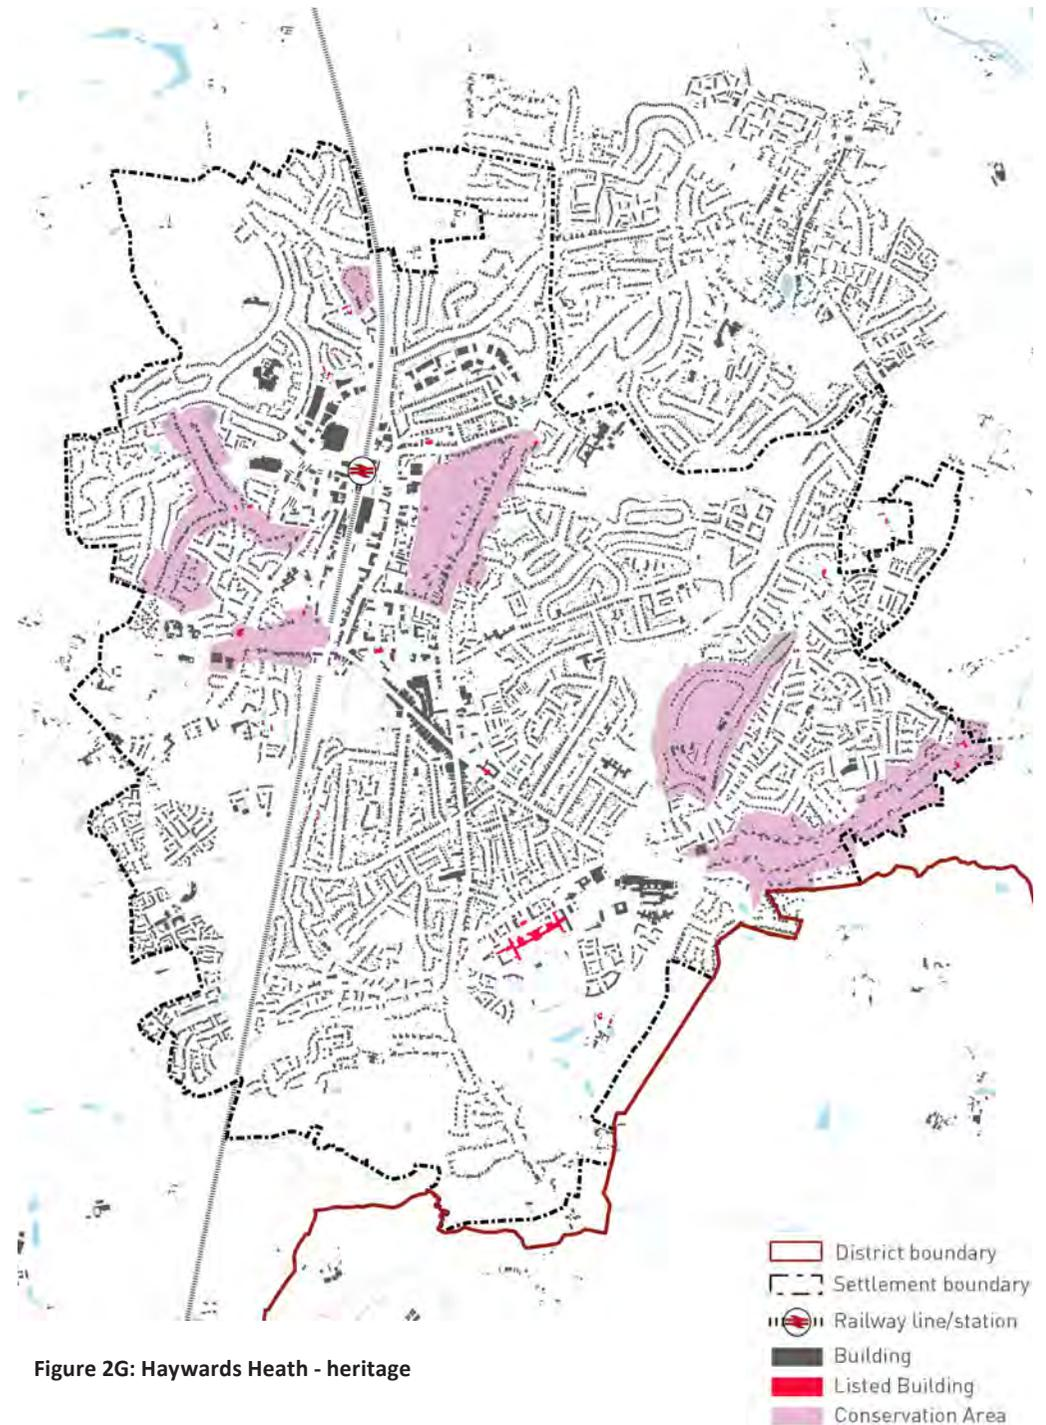 District boundary
Settlement boundary
Railway line/station
Building
Listed Building
Conservation Area
Figure 2G: Haywards Heath - heritage